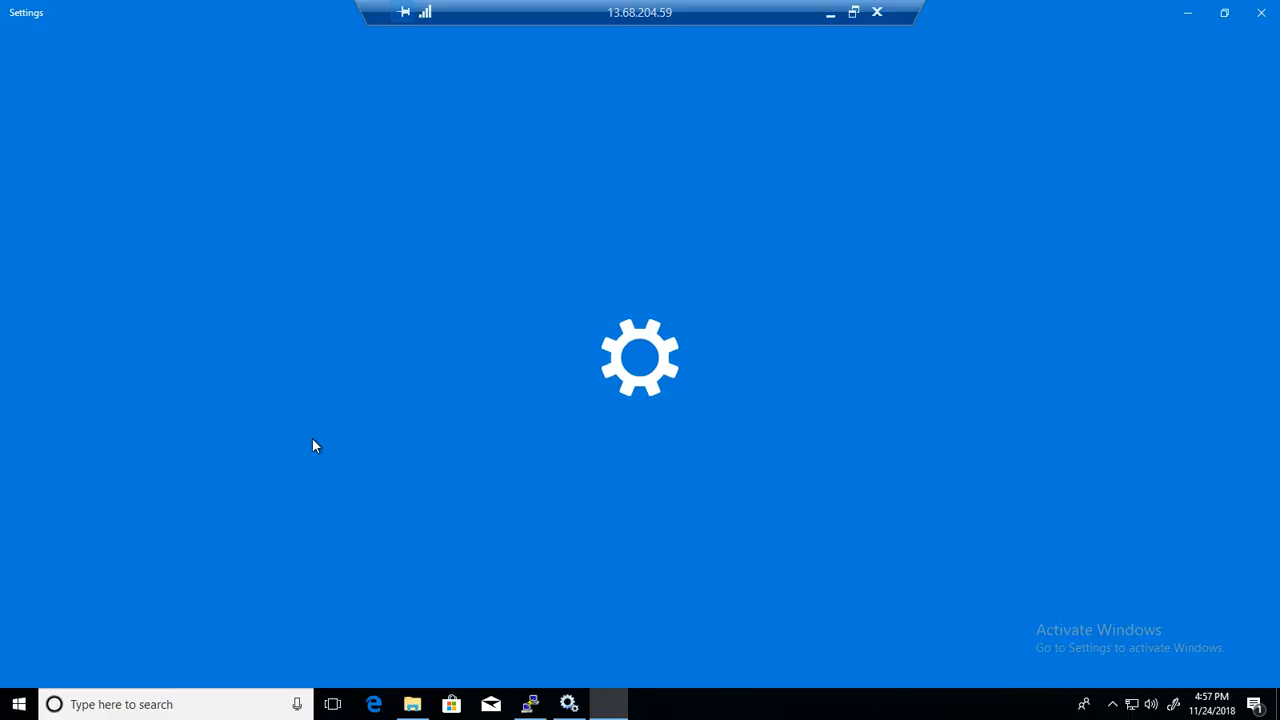 Settings
13.68.204.59
Activate Windows
Go to Settings to activate Windows.
Type here to search
4:57 PM
11/24/2018
1